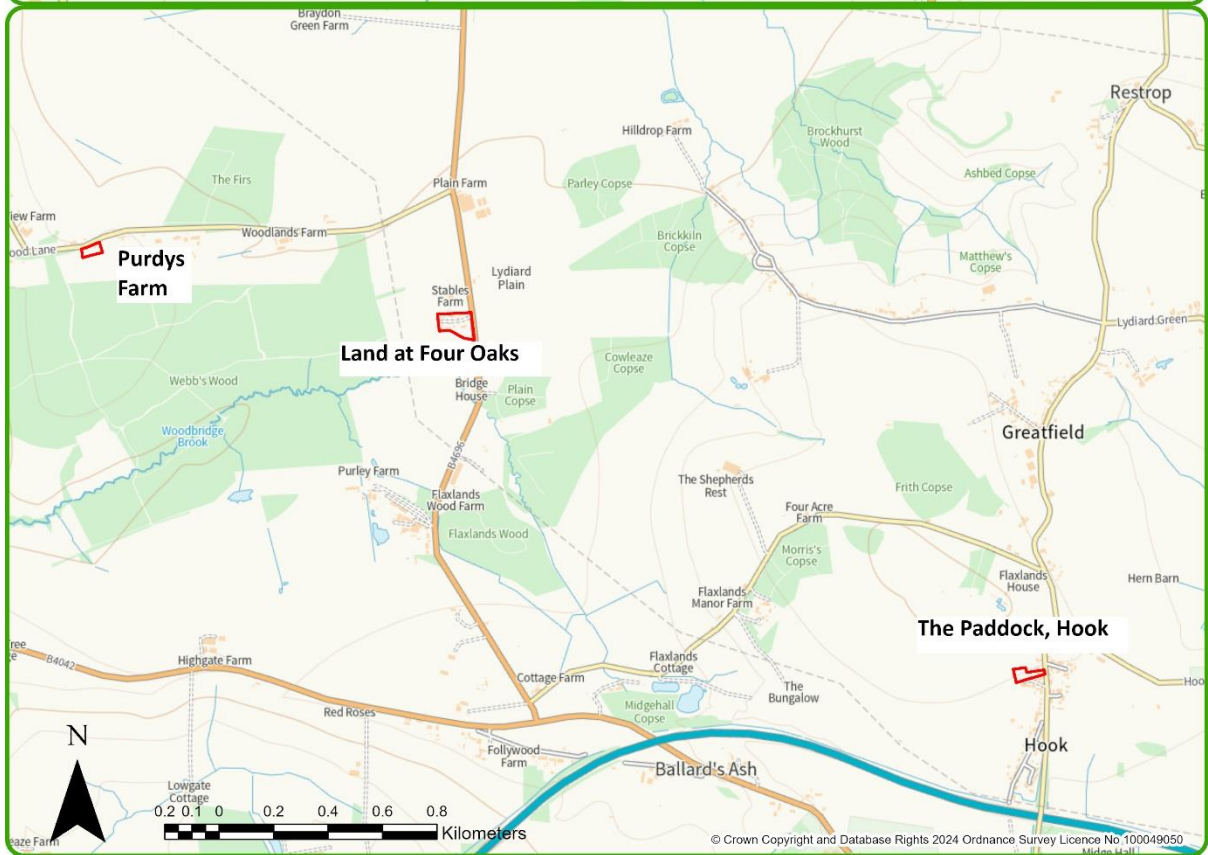 Braydon
Green Farm
Restrop
Hilldrop Farm
Brockhurst
Wood
The Firs
Plain Farm
Parley Copse
Ashbed Copse
iew Farm
Woodlands Farm
Brickkiln
Copse
ood Lane
Purdys
Farm
Matthew's
Copse
Lydiard
Plain
Stables
Farm
Lydiard Green
Land at Four Oaks
Cowleaze
Copse
Webb's Wood
Bridge
House
Plain
Copse
Woodbridge
Brook
Greatfield
B4696
Purley Farm
The Shepherds
Rest
Frith Copse
Flaxlands
Wood Farm
Four Acre
Farm
Flaxlands Wood
Morris's
Copse
Flaxlands
House
Hern Barn
Flaxlands
Manor Farm
The Paddock, Hook
ree
e
B4042
Highgate Farm
Flaxlands
Cottage
Cottage Farm
Hoo
The
Bungalow
Red Roses
Midgehall
Copse
N
Follywood
Farm
Hook
Ballard's Ash
Lowgate
Cottage
0.2 0.1 0 0.2 0.4 0.6 0.8
Kilometers
eaze Farm
© Crown Copyright and Database Rights 2024 Ordnance Survey Licence No 100049050